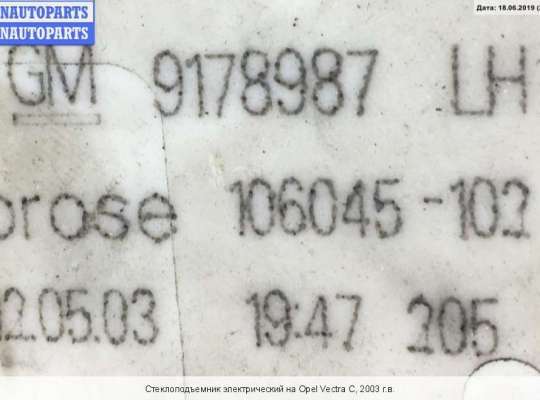 NAUTOPARTS
NAUTOPARTS
Дата: 18.06.2019 (
GM 9178987 LH
brose 106045-102
2.05.03 19:47 205
Стеклоподъемник электрический на Opel Vectra C, 2003 г.в.